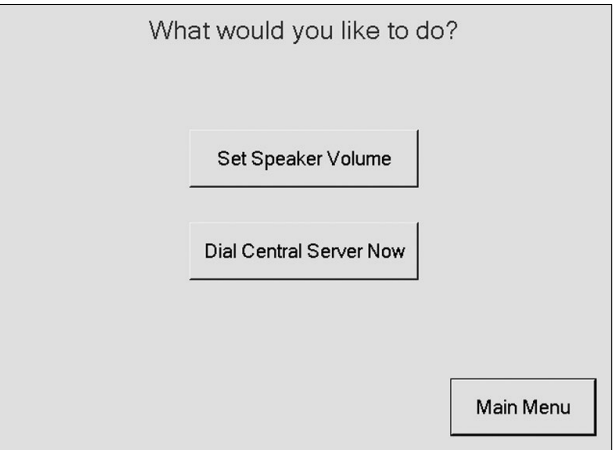 What would you like to do?
Set Speaker Volume
Dial Central Server Now
Main Menu